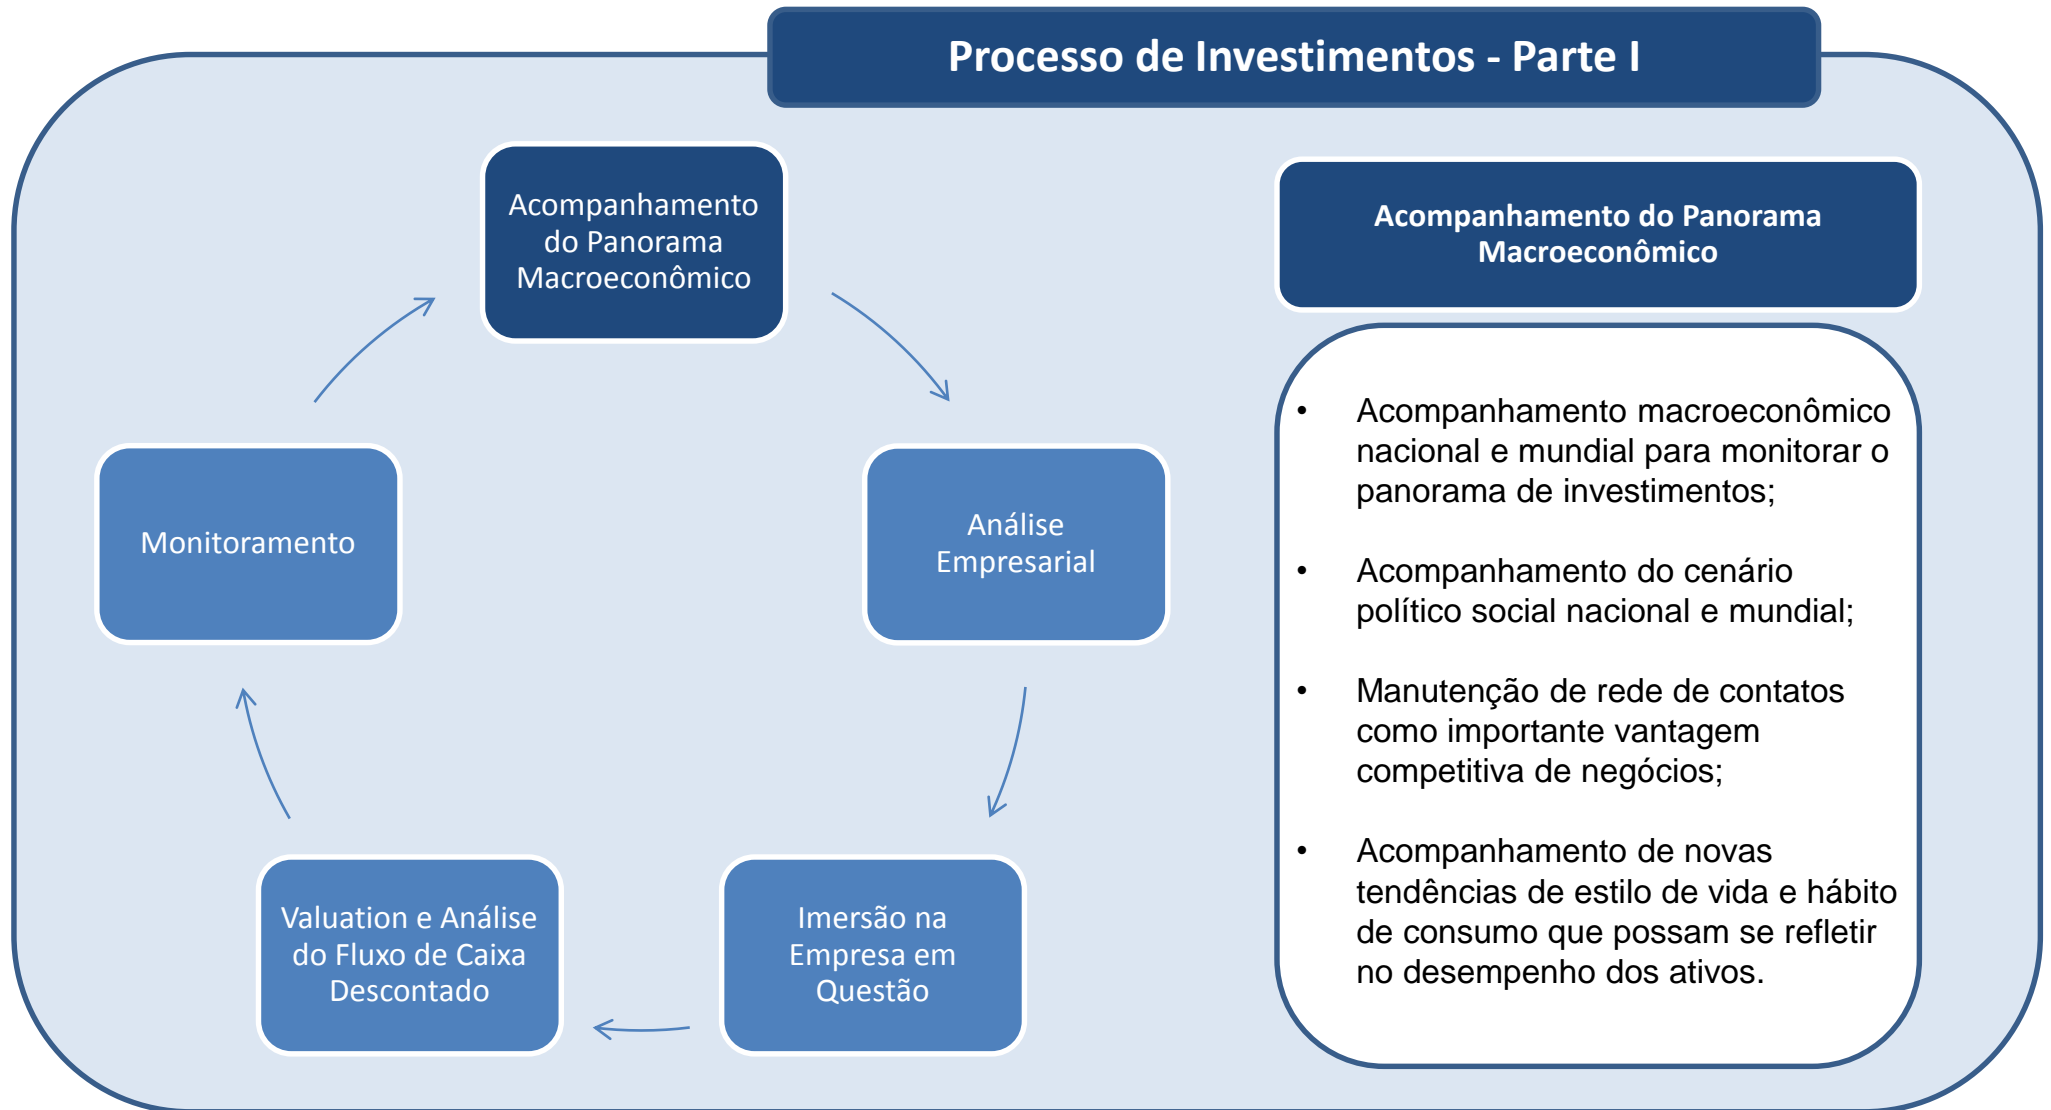 Processo de Investimentos - Parte I
Acompanhamento
do Panorama
Macroeconômico
Análise
Empresarial
Imersão na
Empresa em
Questão
Valuation e Análise
do Fluxo de Caixa
Descontado
Monitoramento
Acompanhamento do Panorama
Macroeconômico
• Acompanhamento macroeconômico
nacional e mundial para monitorar o
panorama de investimentos;
• Acompanhamento do cenário
político social nacional e mundial;
• Manutenção de rede de contatos
como importante vantagem
competitiva de negócios;
• Acompanhamento de novas
tendências de estilo de vida e hábito
de consumo que possam se refletir
no desempenho dos ativos.